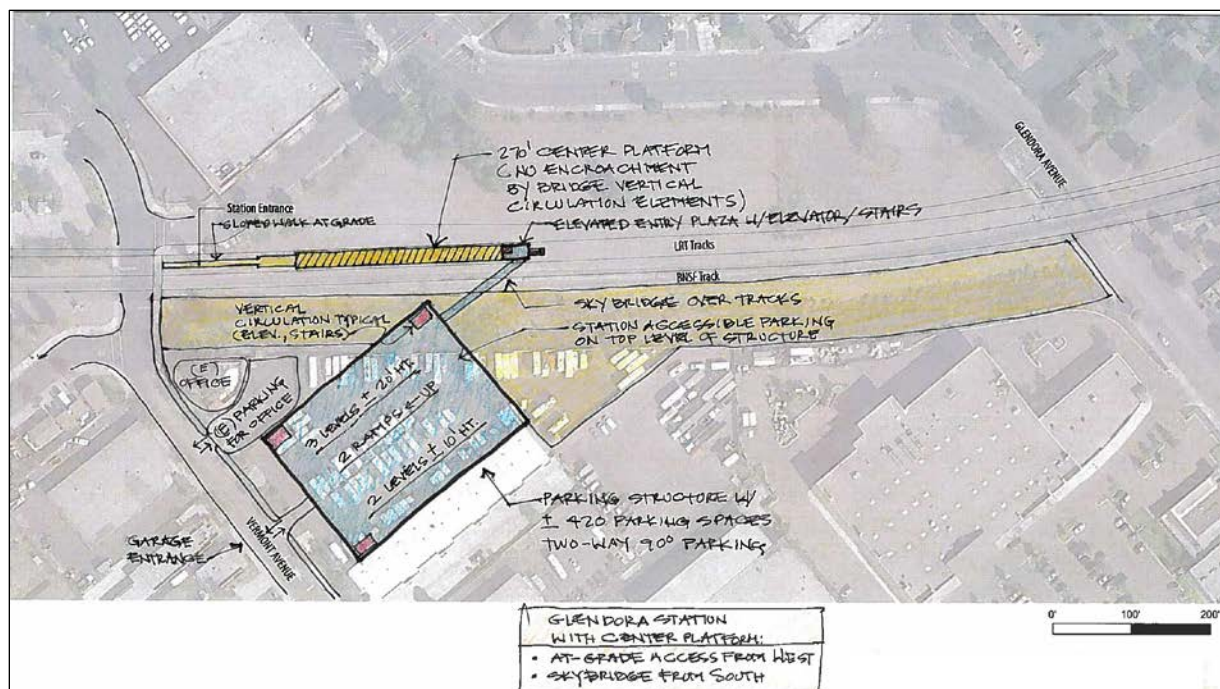 270' CENTER PLATFORM
(NO ENCROACHMENT
BY BRIDGE VERTICAL
CIRCULATION ELEMENTS)
GLENDORA AVENUE
Station Entrance
SLOPED WALK AT GRADE
ELEVATED ENTRY PLAZA W/ELEVATOR/STAIRS
LRT Tracks
BNSF Track
SKY BRIDGE OVER TRACKS
VERTICAL
CIRCULATION TYPICAL
(ELEV., STAIRS)
STATION ACCESSIBLE PARKING
ON TOP LEVEL OF STRUCTURE
(E)
OFFICE
(E) PARKING
FOR OFFICE
3 LEVELS ± 20' HT.
2 RAMPS ← UP
2 LEVELS ± 10' HT.
PARKING STRUCTURE W/
± 420 PARKING SPACES
TWO-WAY 90° PARKING
GARAGE
ENTRANCE
VERMONT AVENUE
0' 100' 200'
GLENDORA STATION
WITH CENTER PLATFORM:
• AT-GRADE ACCESS FROM WEST
• SKYBRIDGE FROM SOUTH